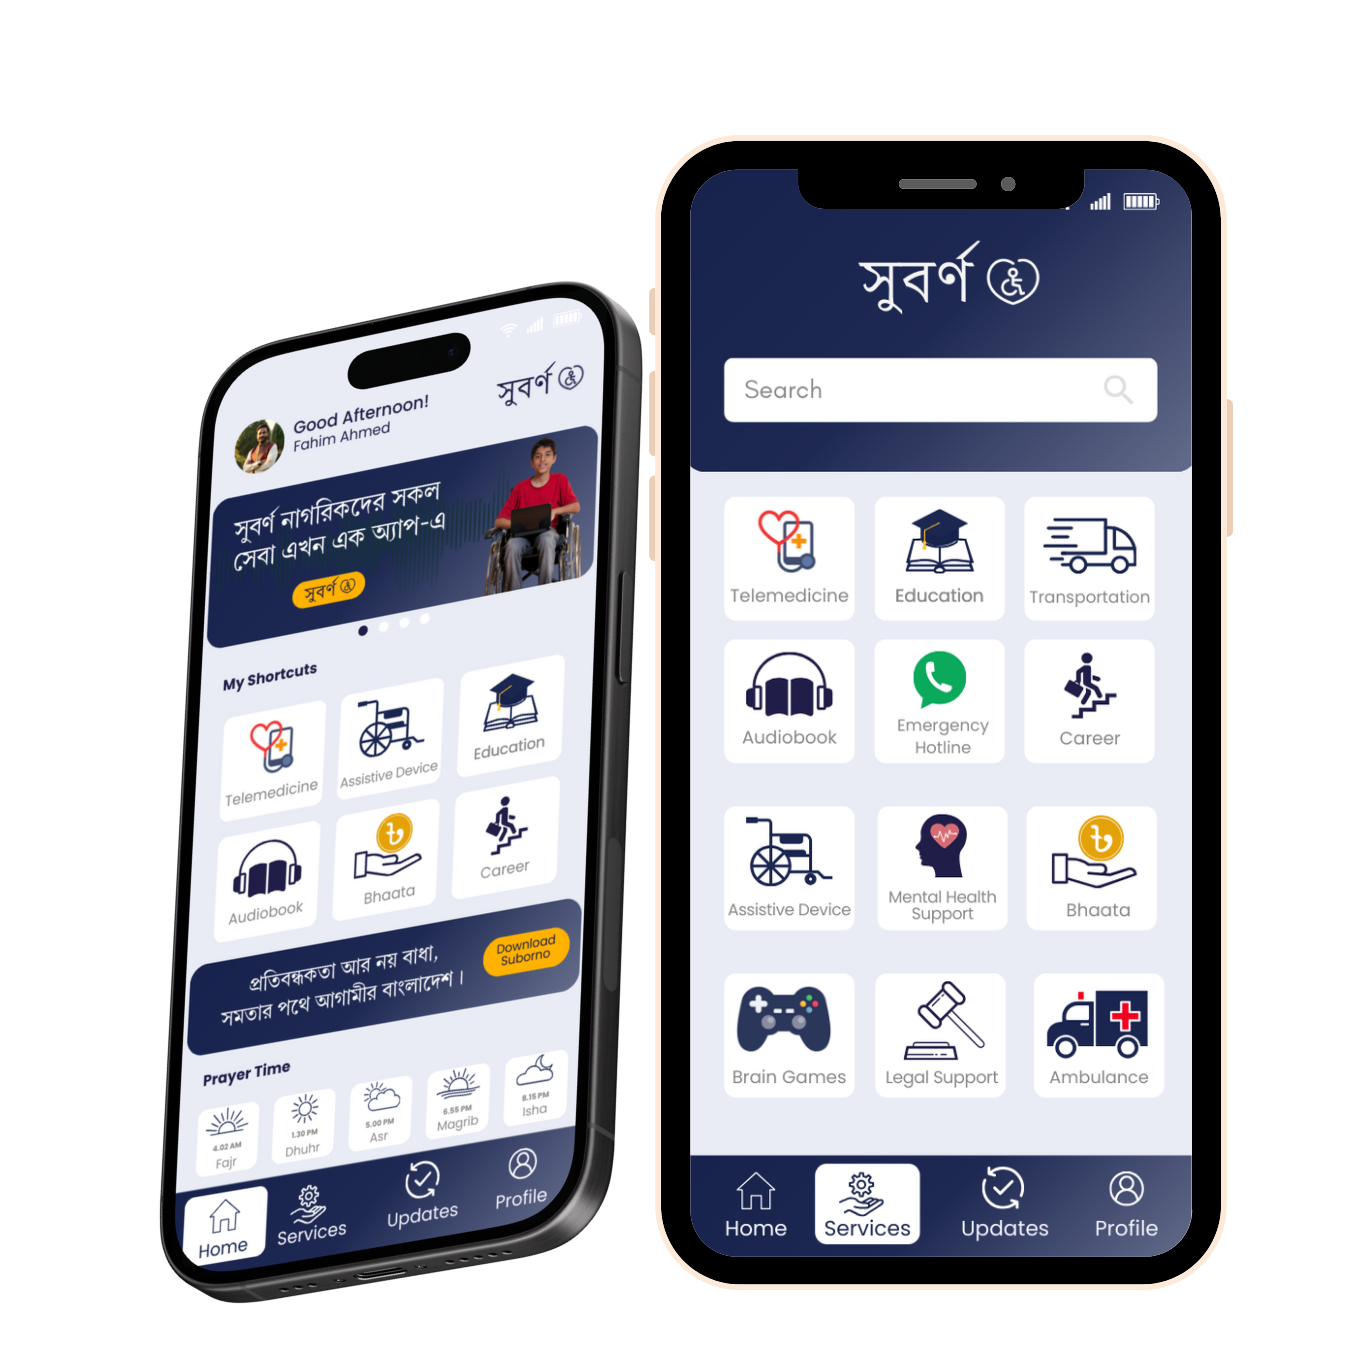 Good Afternoon!
Fahim Ahmed
সুবর্ণ
সুবর্ণ নাগরিকদের সকল
সেবা এখন এক অ্যাপ-এ
সুবর্ণ
My Shortcuts
Telemedicine
Assistive Device
Education
Audiobook
Bhaata
Career
প্রতিবন্ধকতা আর নয় বাধা,
সমতার পথে আগামীর বাংলাদেশ।
Download
Suborno
Prayer Time
4.02 AM
Fajr
1.30 PM
Dhuhr
5.00 PM
Asr
6.55 PM
Magrib
8.15 PM
Isha
Home
Services
Updates
Profile
সুবর্ণ
Search
Telemedicine
Education
Transportation
Audiobook
Emergency
Hotline
Career
Assistive Device
Mental Health
Support
Bhaata
Brain Games
Legal Support
Ambulance
Home
Services
Updates
Profile